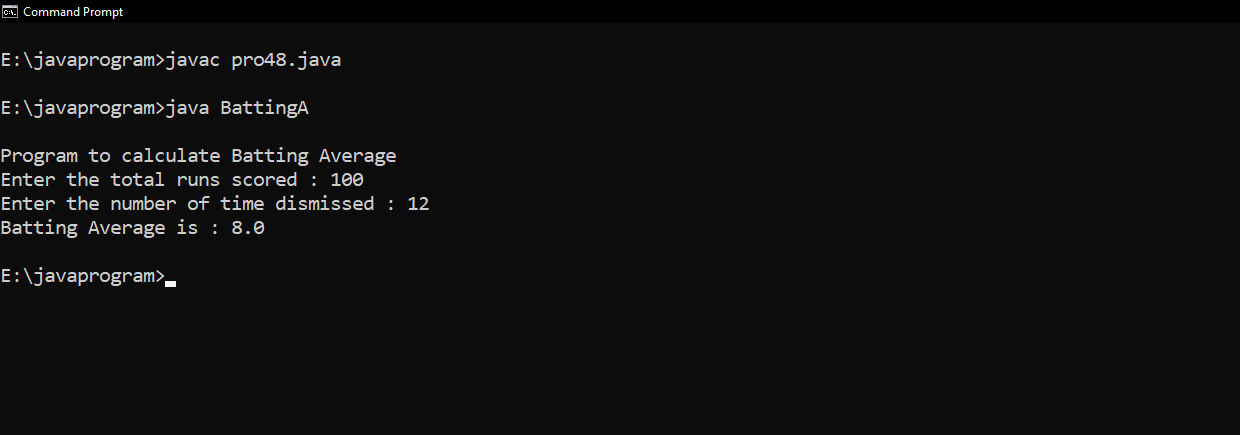 Command Prompt
E:\javaprogram>javac pro48.java
E:\javaprogram>java BattingA
Program to calculate Batting Average
Enter the total runs scored : 100
Enter the number of time dismissed : 12
Batting Average is : 8.0
E:\javaprogram>